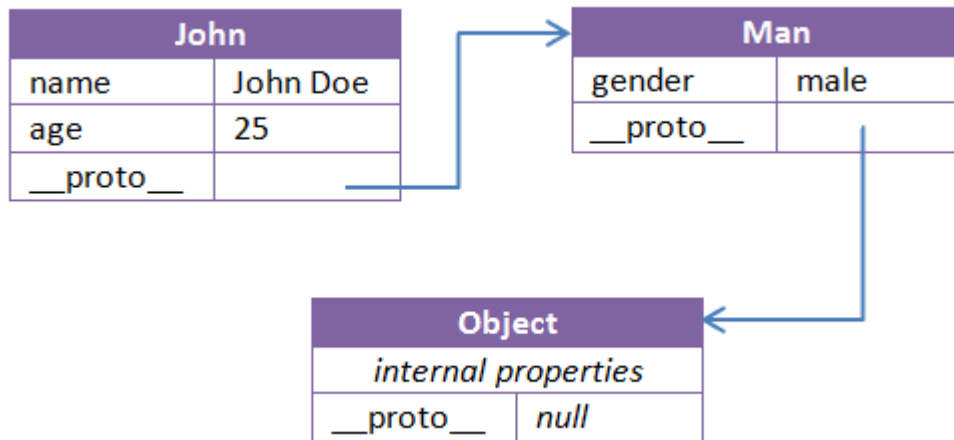 John
name John Doe
age 25
__proto__
Man
gender male
__proto__
Object
internal properties
__proto__ null